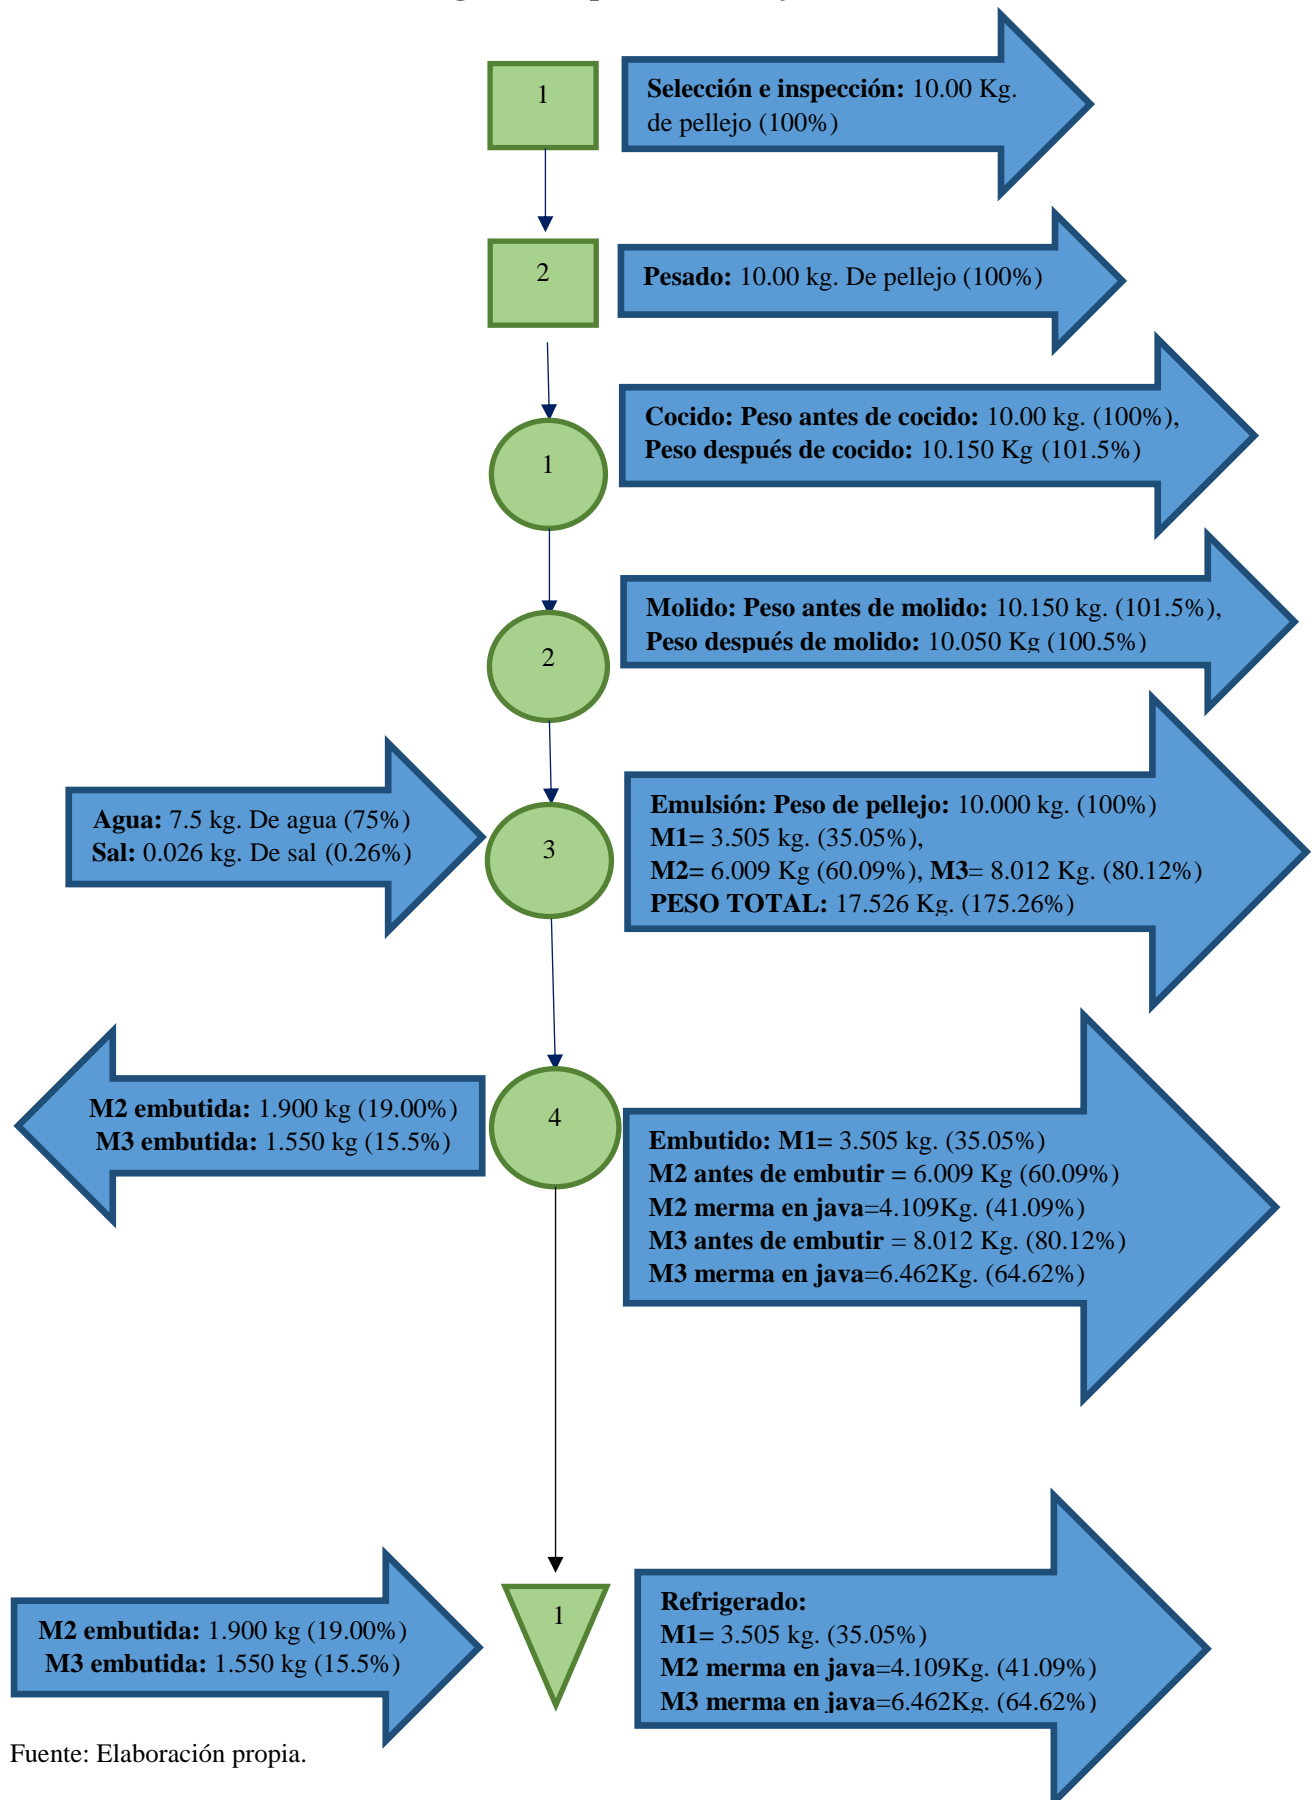 1
Selección e inspección: 10.00 Kg.
de pellejo (100%)
2
Pesado: 10.00 kg. De pellejo (100%)
1
Cocido: Peso antes de cocido: 10.00 kg. (100%),
Peso después de cocido: 10.150 Kg (101.5%)
2
Molido: Peso antes de molido: 10.150 kg. (101.5%),
Peso después de molido: 10.050 Kg (100.5%)
Agua: 7.5 kg. De agua (75%)
Sal: 0.026 kg. De sal (0.26%)
3
Emulsión: Peso de pellejo: 10.000 kg. (100%)
M1= 3.505 kg. (35.05%),
M2= 6.009 Kg (60.09%), M3= 8.012 Kg. (80.12%)
PESO TOTAL: 17.526 Kg. (175.26%)
M2 embutida: 1.900 kg (19.00%)
M3 embutida: 1.550 kg (15.5%)
4
Embutido: M1= 3.505 kg. (35.05%)
M2 antes de embutir = 6.009 Kg (60.09%)
M2 merma en java=4.109Kg. (41.09%)
M3 antes de embutir = 8.012 Kg. (80.12%)
M3 merma en java=6.462Kg. (64.62%)
M2 embutida: 1.900 kg (19.00%)
M3 embutida: 1.550 kg (15.5%)
1
Refrigerado:
M1= 3.505 kg. (35.05%)
M2 merma en java=4.109Kg. (41.09%)
M3 merma en java=6.462Kg. (64.62%)
Fuente: Elaboración propia.